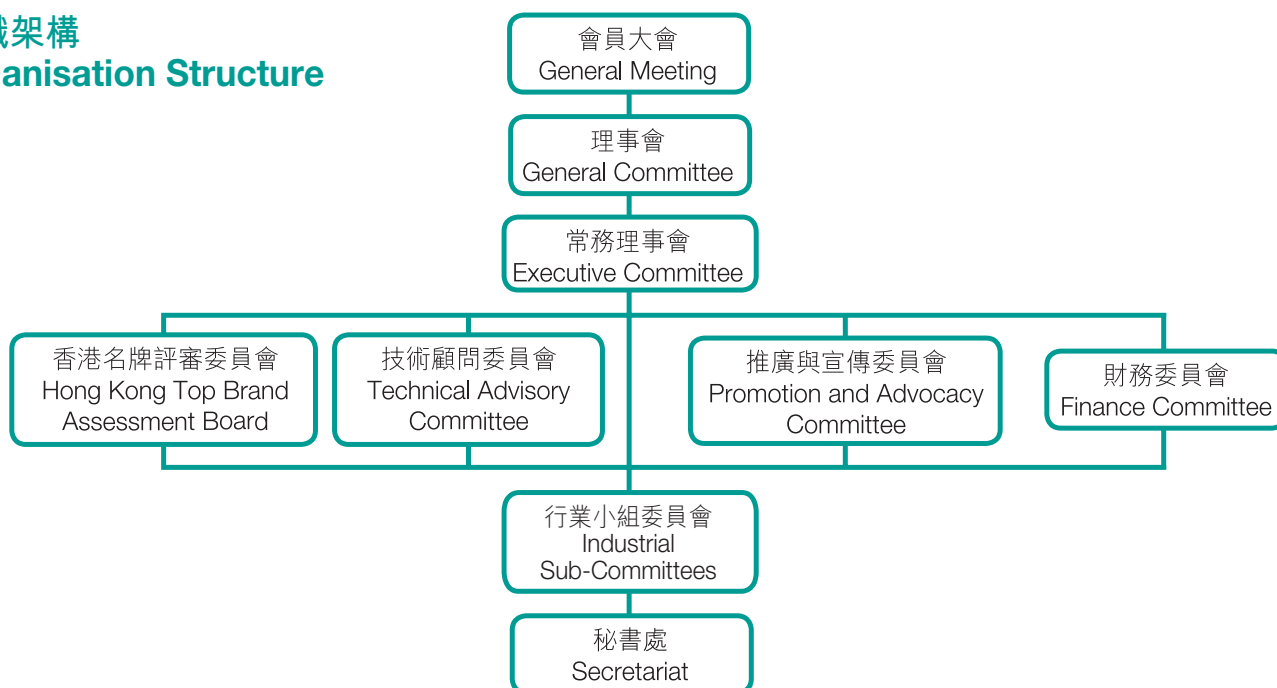 織架構
anisation Structure
會員大會
General Meeting
理事會
General Committee
常務理事會
Executive Committee
香港名牌評審委員會
Hong Kong Top Brand
Assessment Board
技術顧問委員會
Technical Advisory
Committee
推廣與宣傳委員會
Promotion and Advocacy
Committee
財務委員會
Finance Committee
行業小組委員會
Industrial
Sub-Committees
秘書處
Secretariat